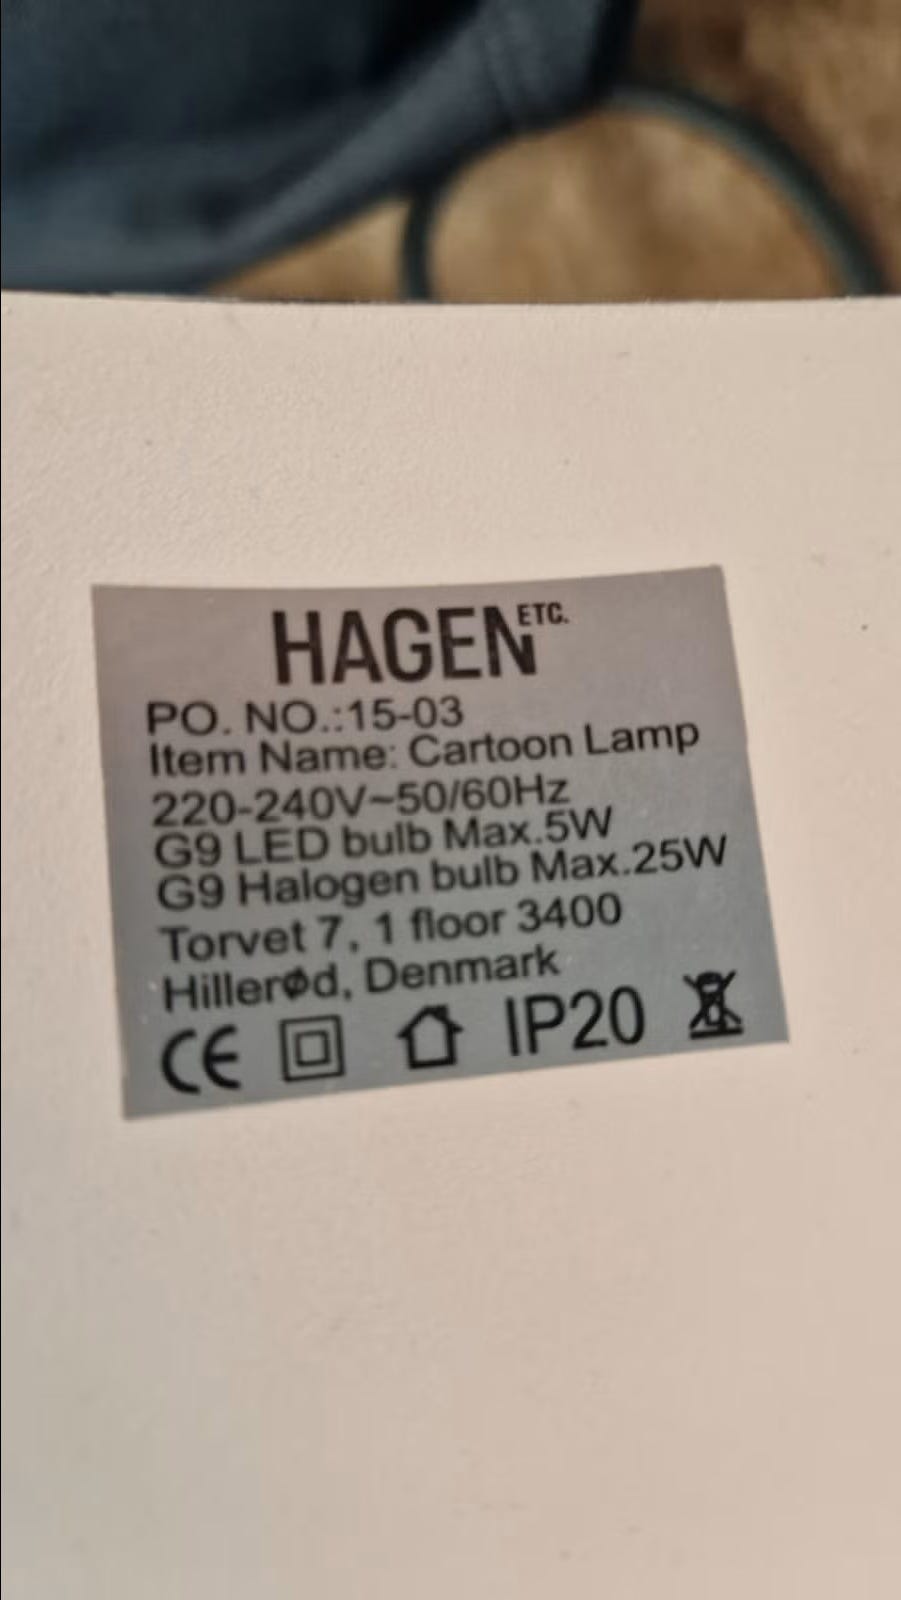 HAGEN ETC.
PO. NO.:15-03
Item Name: Cartoon Lamp
220-240V~50/60Hz
G9 LED bulb Max.5W
G9 Halogen bulb Max.25W
Torvet 7, 1 floor 3400
Hillerød, Denmark
CE IP20